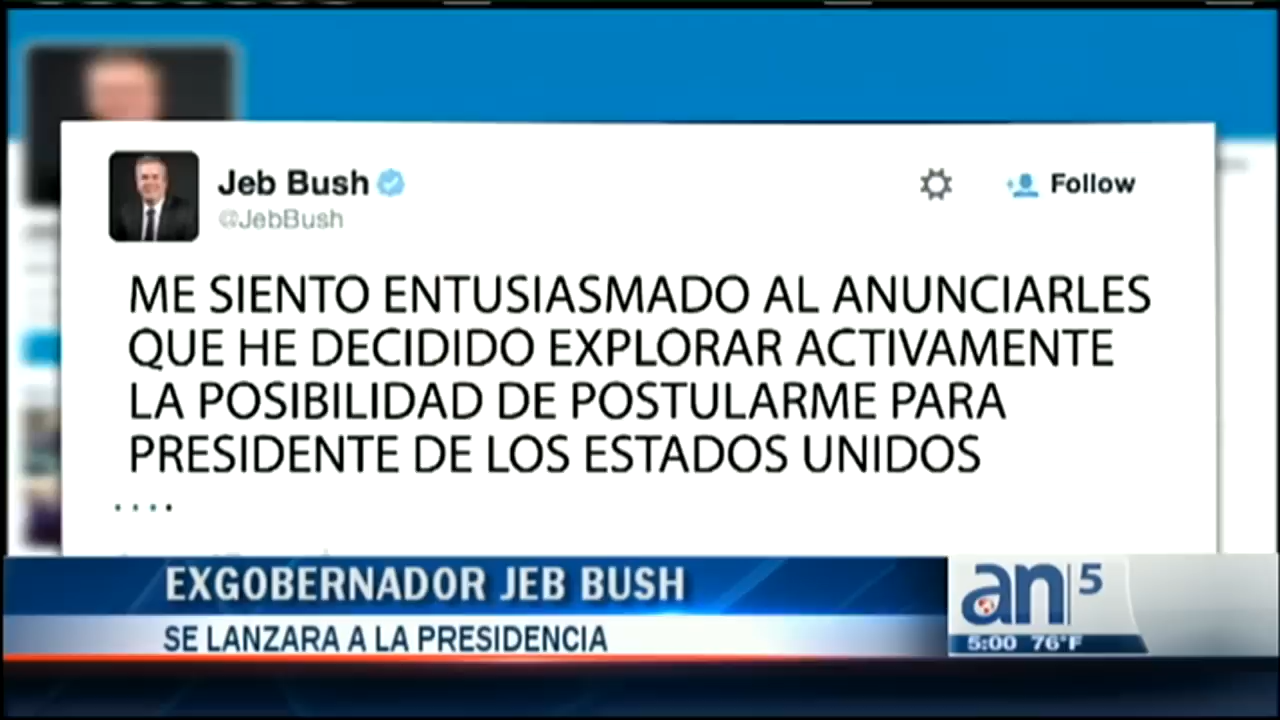 Jeb Bush
@JebBush
Follow
ME SIENTO ENTUSIASMADO AL ANUNCIARLES
QUE HE DECIDIDO EXPLORAR ACTIVAMENTE
LA POSIBILIDAD DE POSTULARME PARA
PRESIDENTE DE LOS ESTADOS UNIDOS
....
EXGOBERNADOR JEB BUSH
SE LANZARA A LA PRESIDENCIA
an 5
5:00 76°F